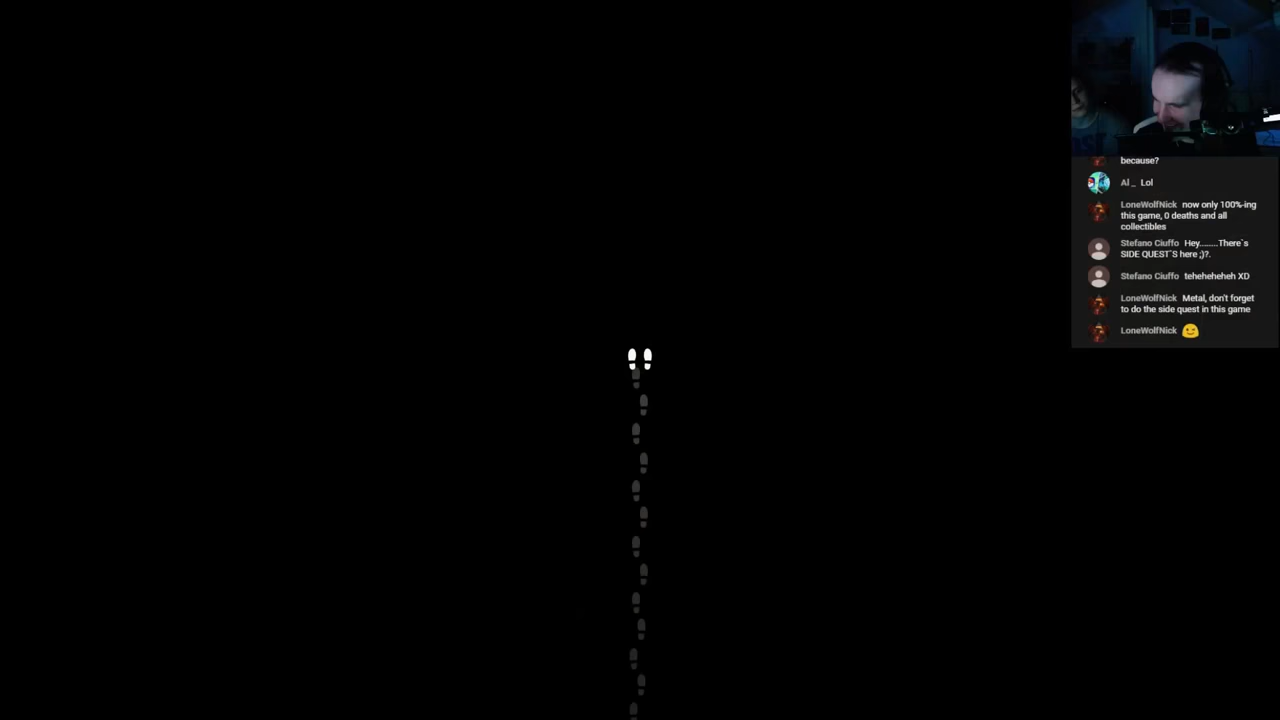 because?
Al _ Lol
LoneWolfNick now only 100%-ing
this game, 0 deaths and all
collectibles
Stefano Ciuffo Hey........There`s
SIDE QUEST`S here ;)?.
Stefano Ciuffo teheheheheh XD
LoneWolfNick Metal, don't forget
to do the side quest in this game
LoneWolfNick